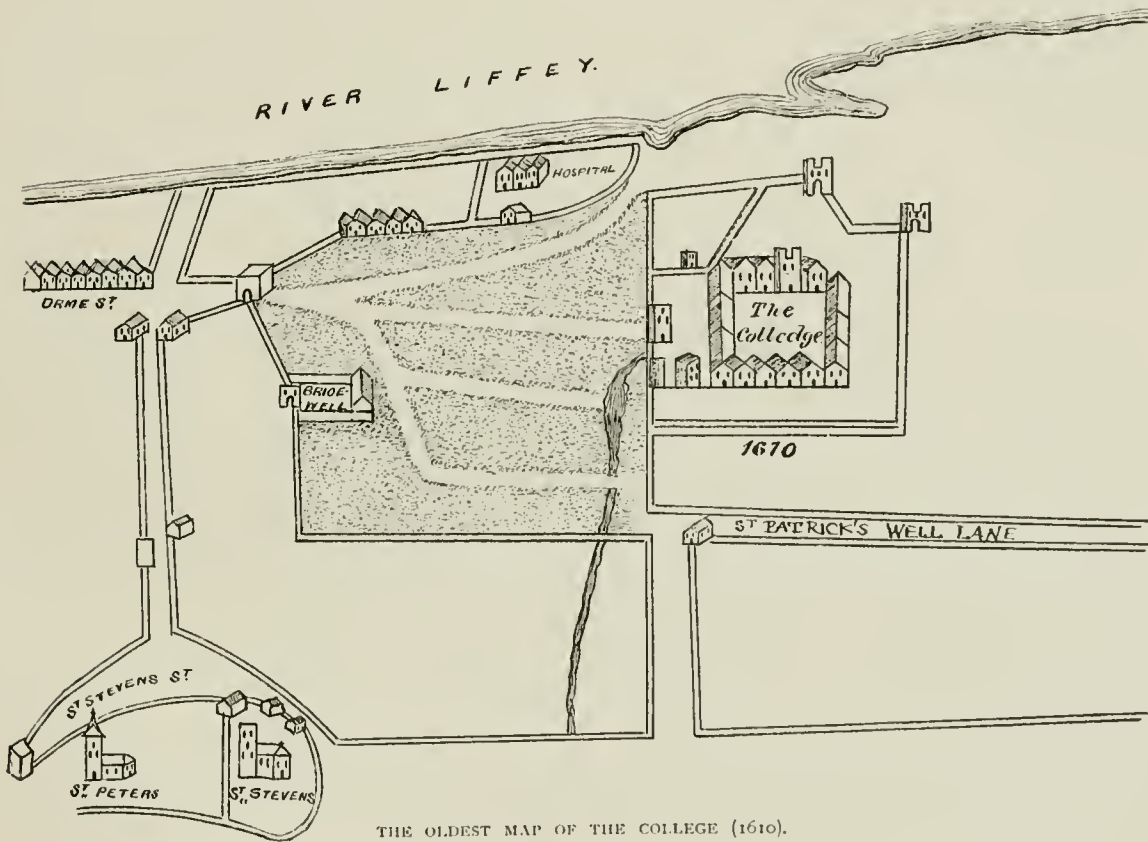 RIVER LIFFEY.
HOSPITAL
ORME ST.
The
Colledge
BRIDE-
WELL
1670
ST PATRICK'S WELL LANE
ST STEVENS ST
ST PETERS
ST STEVENS
THE OLDEST MAP OF THE COLLEGE (1610).